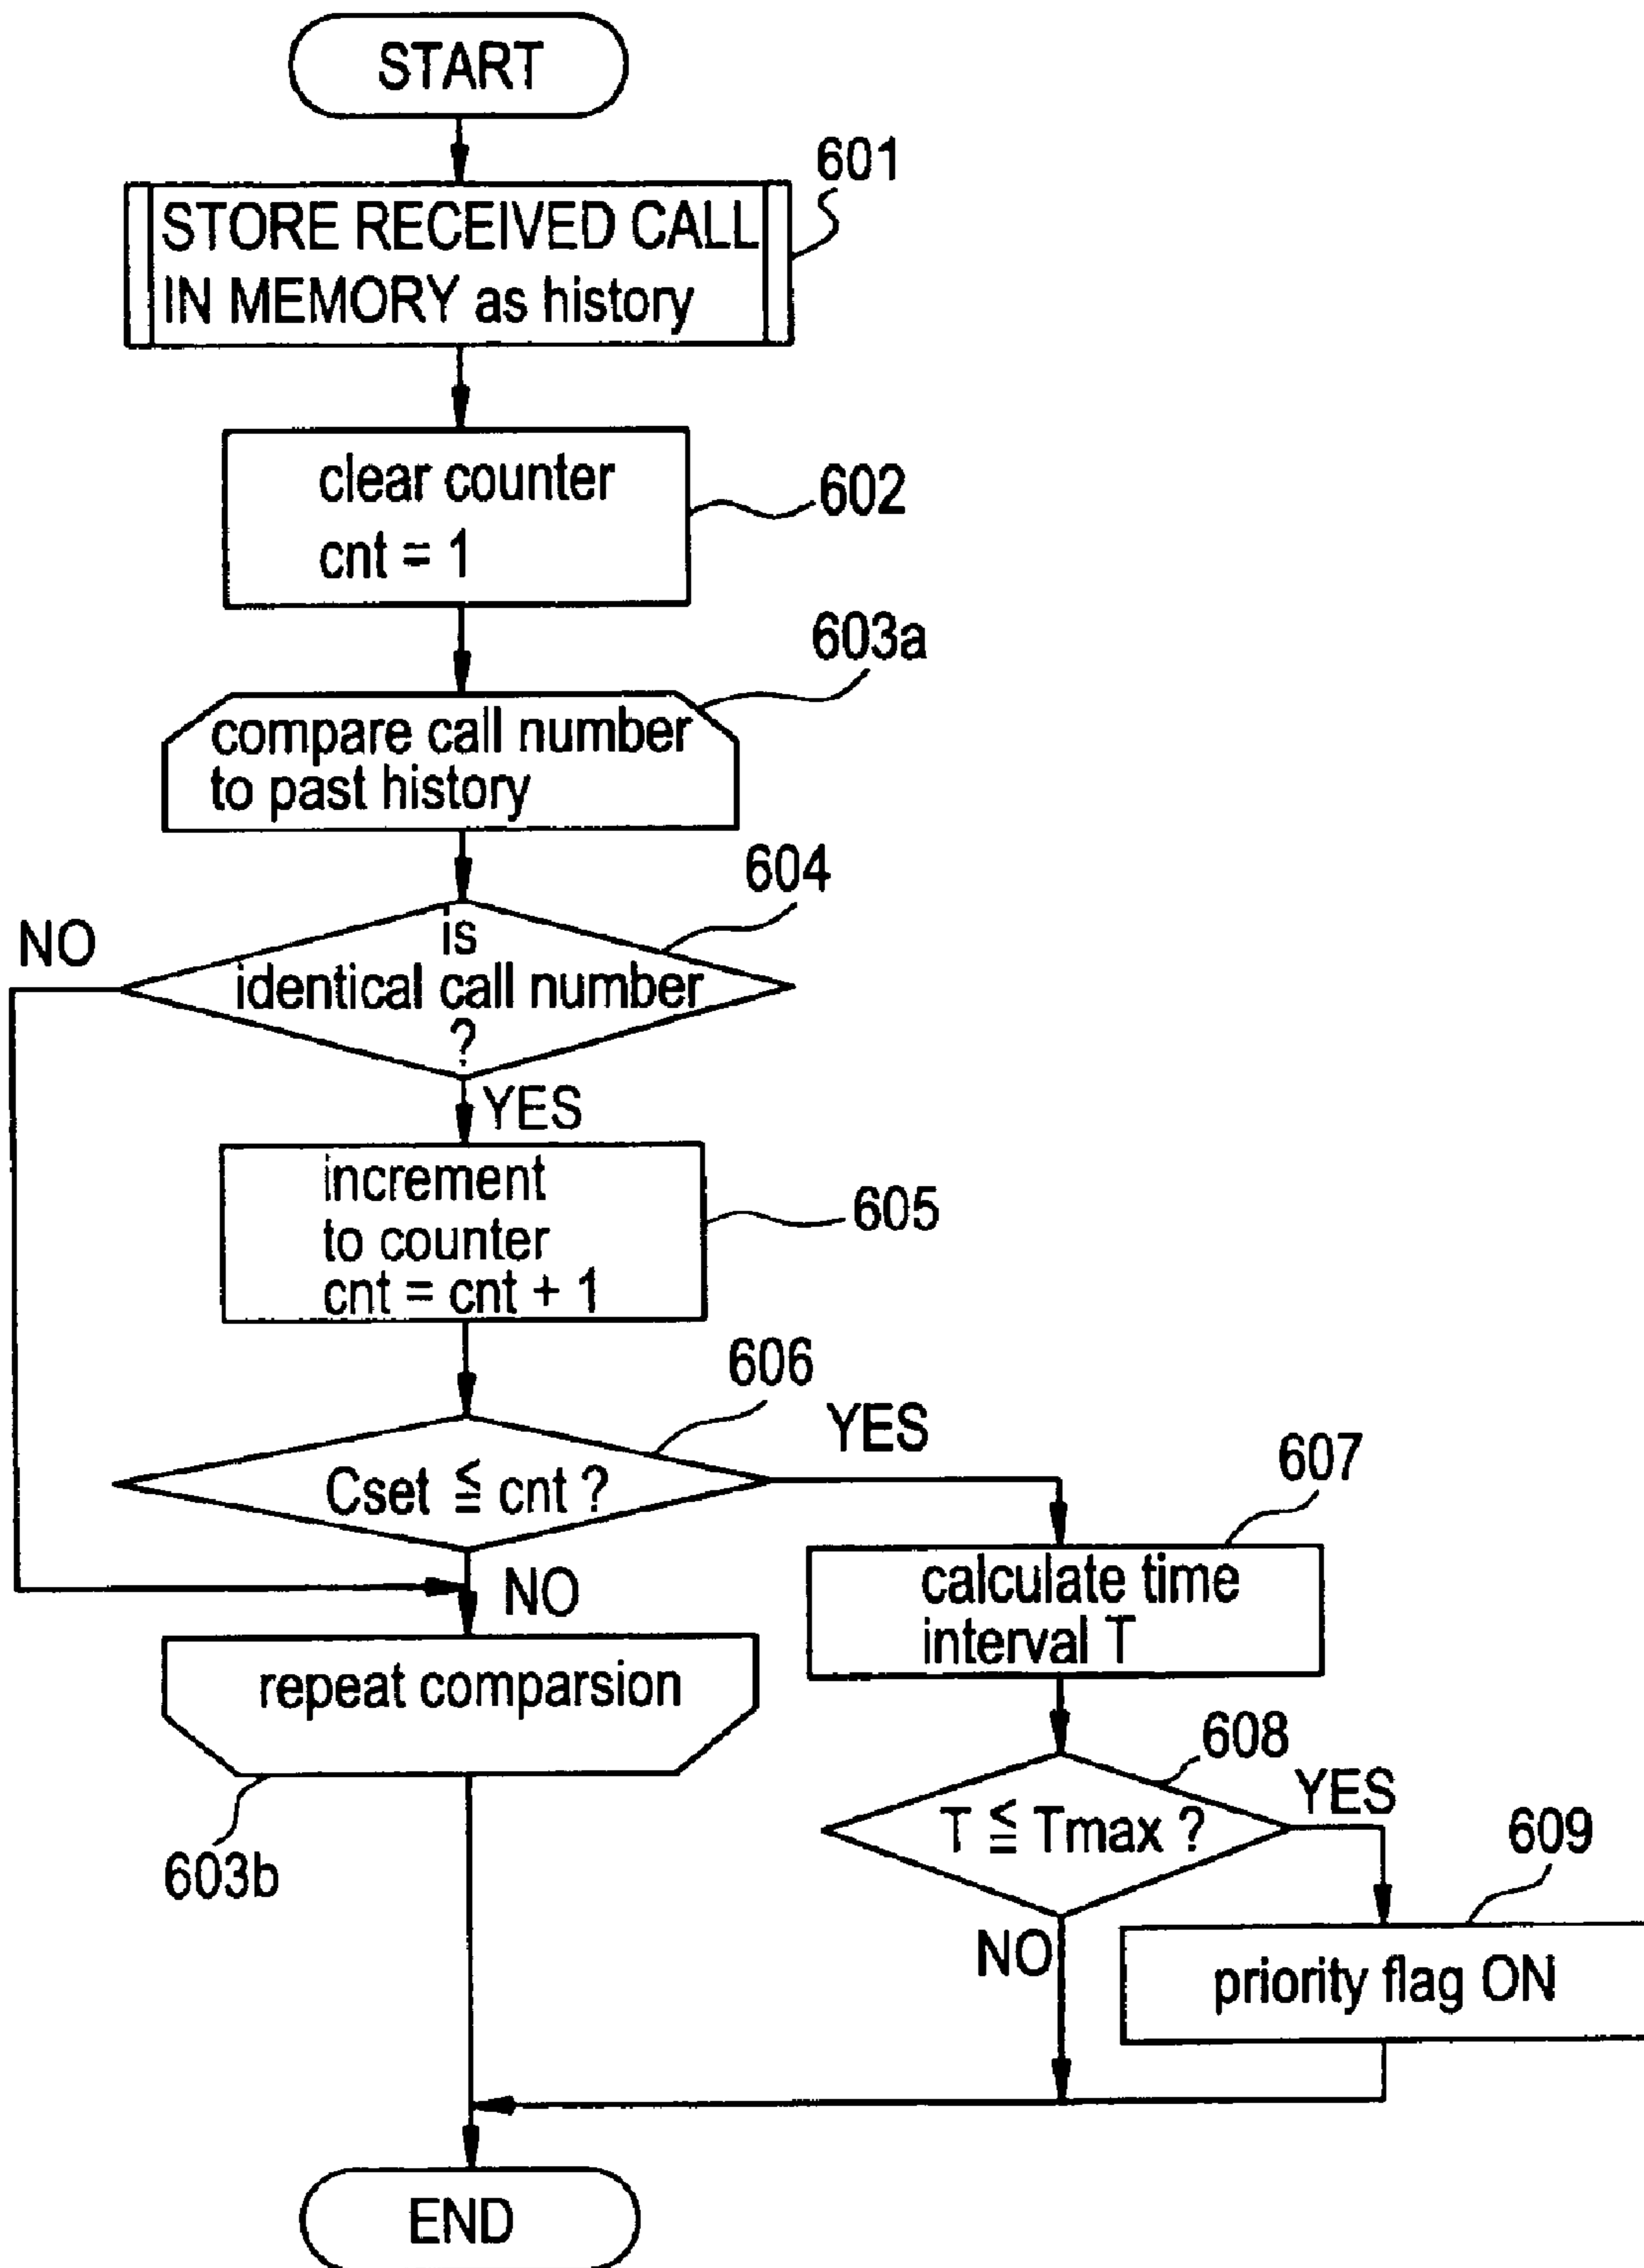 START
601
STORE RECEIVED CALL
IN MEMORY as history
clear counter
cnt = 1
602
603a
compare call number
to past history
604
NO
is
identical call number
?
YES
increment
to counter
cnt = cnt + 1
605
606
YES
Cset ≦ cnt ?
607
NO
calculate time
interval T
repeat comparsion
608
YES
T ≦ Tmax ?
609
603b
NO
priority flag ON
END